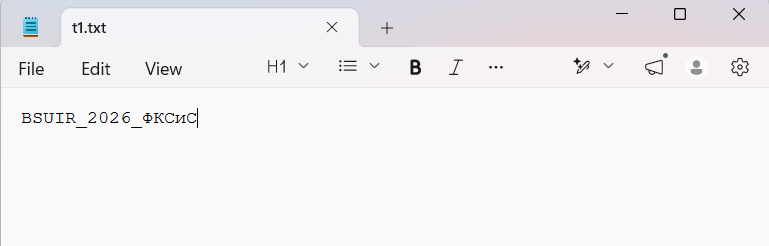 t1.txt
File Edit View H1 B I
BSUIR_2026_ФКСиС